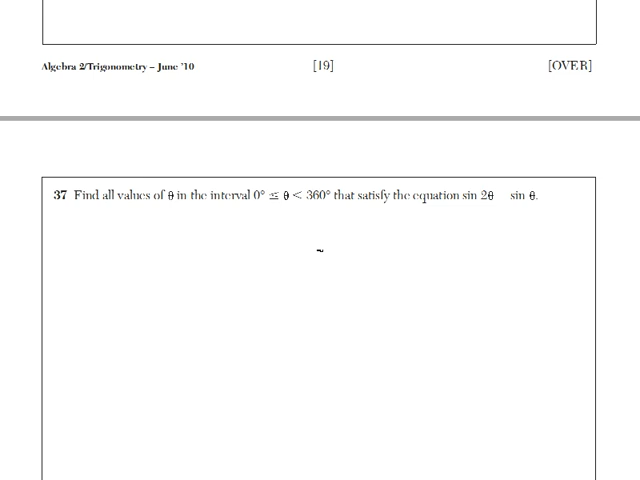 Algebra 2/Trigonometry – June '10 [19] [OVER]
37 Find all values of θ in the interval 0° ≤ θ < 360° that satisfy the equation sin 2θ sin θ.